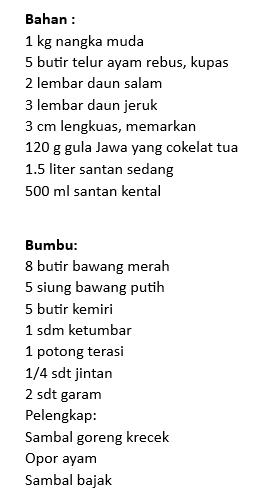 Bahan :
1 kg nangka muda
5 butir telur ayam rebus, kupas
2 lembar daun salam
3 lembar daun jeruk
3 cm lengkuas, memarkan
120 g gula Jawa yang cokelat tua
1.5 liter santan sedang
500 ml santan kental
Bumbu:
8 butir bawang merah
5 siung bawang putih
5 butir kemiri
1 sdm ketumbar
1 potong terasi
1/4 sdt jintan
2 sdt garam
Pelengkap:
Sambal goreng krecek
Opor ayam
Sambal bajak